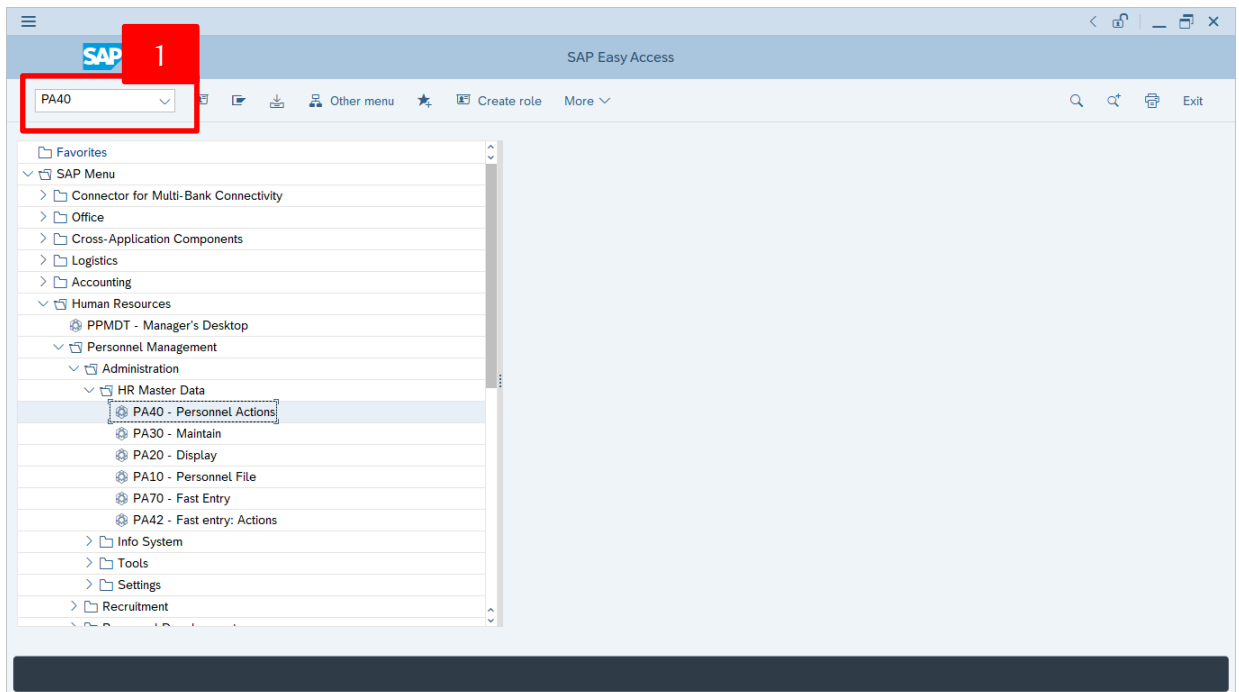 SAP
1
SAP Easy Access
PA40
Other menu
Create role
More
Exit
Favorites
SAP Menu
Connector for Multi-Bank Connectivity
Office
Cross-Application Components
Logistics
Accounting
Human Resources
PPMDT - Manager's Desktop
Personnel Management
Administration
HR Master Data
PA40 - Personnel Actions
PA30 - Maintain
PA20 - Display
PA10 - Personnel File
PA70 - Fast Entry
PA42 - Fast entry: Actions
Info System
Tools
Settings
Recruitment